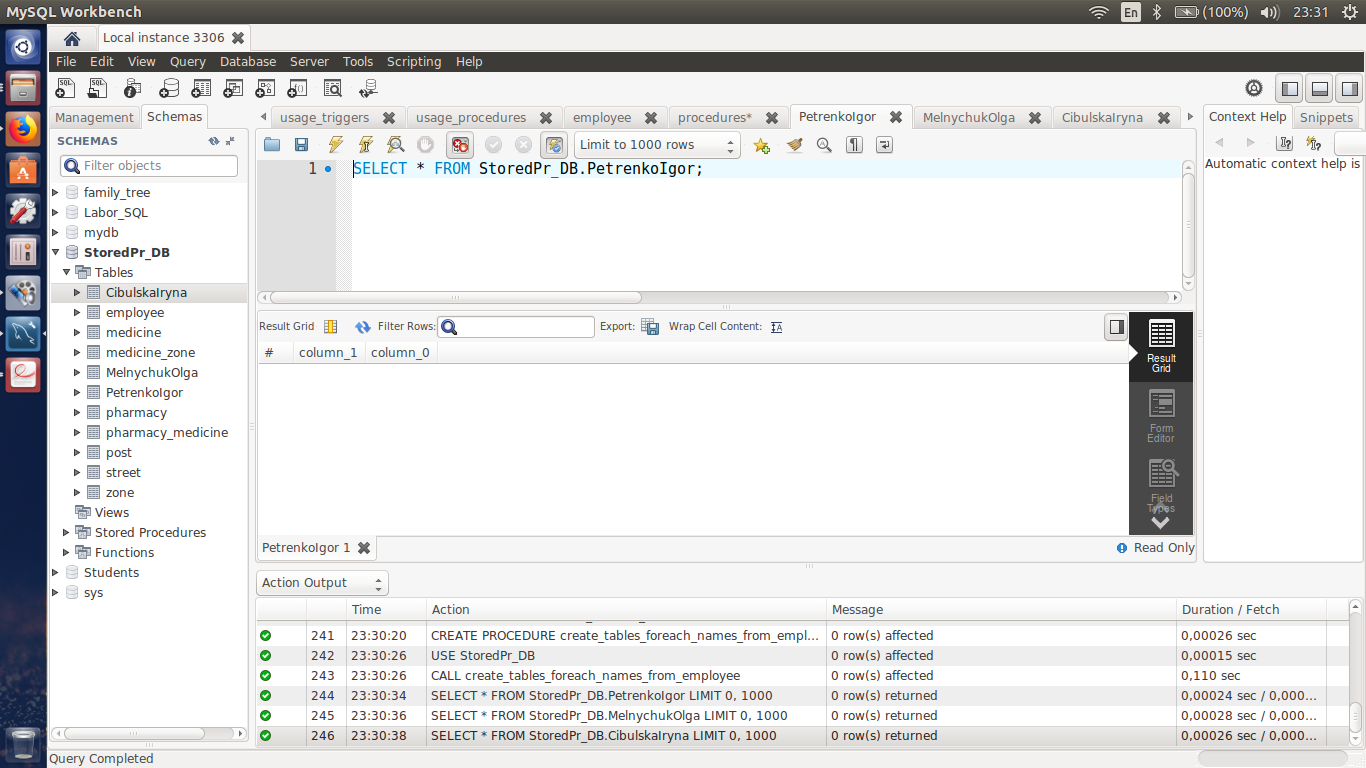 MySQL Workbench
En
(100%)
23:31
Local instance 3306
File Edit View Query Database Server Tools Scripting Help
Management
Schemas
usage_triggers
usage_procedures
employee
procedures*
PetrenkoIgor
MelnychukOlga
CibulskaIryna
Context Help
Snippets
SCHEMAS
Filter objects
family_tree
Labor_SQL
mydb
StoredPr_DB
Tables
CibulskaIryna
employee
medicine
medicine_zone
MelnychukOlga
PetrenkoIgor
pharmacy
pharmacy_medicine
post
street
zone
Views
Stored Procedures
Functions
Students
sys
Limit to 1000 rows
1 SELECT * FROM StoredPr_DB.PetrenkoIgor;
Automatic context help is
Result Grid
Filter Rows:
Export:
Wrap Cell Content:
# column_1 column_0
Result
Grid
Form
Editor
Field
Types
PetrenkoIgor 1
Read Only
Action Output
Time Action Message Duration / Fetch
241 23:30:20 CREATE PROCEDURE create_tables_foreach_names_from_empl... 0 row(s) affected 0,00026 sec
242 23:30:26 USE StoredPr_DB 0 row(s) affected 0,00015 sec
243 23:30:26 CALL create_tables_foreach_names_from_employee 0 row(s) affected 0,110 sec
244 23:30:34 SELECT * FROM StoredPr_DB.PetrenkoIgor LIMIT 0, 1000 0 row(s) returned 0,00024 sec / 0,000...
245 23:30:36 SELECT * FROM StoredPr_DB.MelnychukOlga LIMIT 0, 1000 0 row(s) returned 0,00028 sec / 0,000...
246 23:30:38 SELECT * FROM StoredPr_DB.CibulskaIryna LIMIT 0, 1000 0 row(s) returned 0,00026 sec / 0,000...
Query Completed